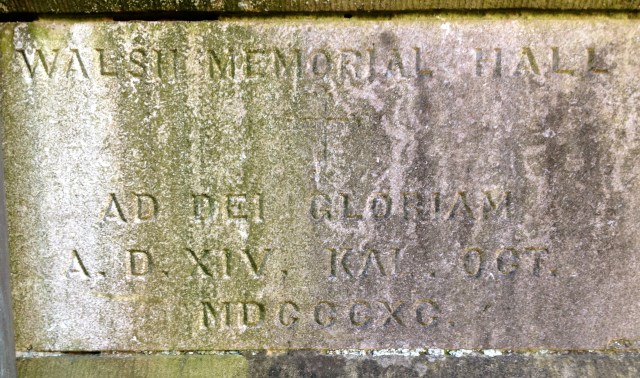 WALSH MEMORIAL HALL
AD DEI GLORIAM
A. D. XIV. KAL. OCT.
MDCCCXC.